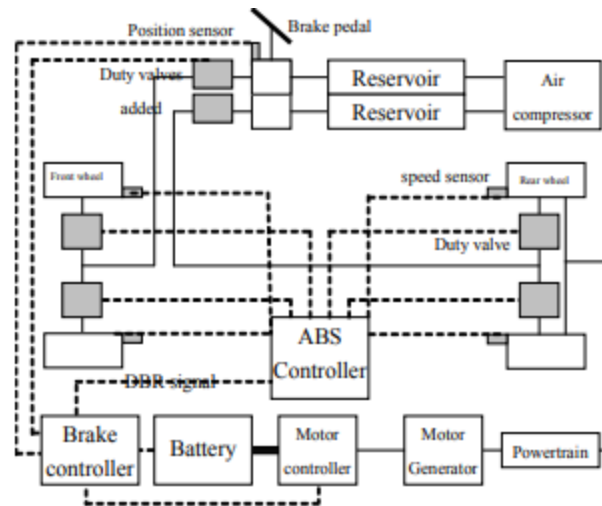 Position sensor
Brake pedal
Duty valves
added
Reservoir
Reservoir
Air
compressor
Front wheel
speed sensor
Rear wheel
Duty valve
ABS
Controller
DBR signal
Brake
controller
Battery
Motor
controller
Motor
Generator
Powertrain